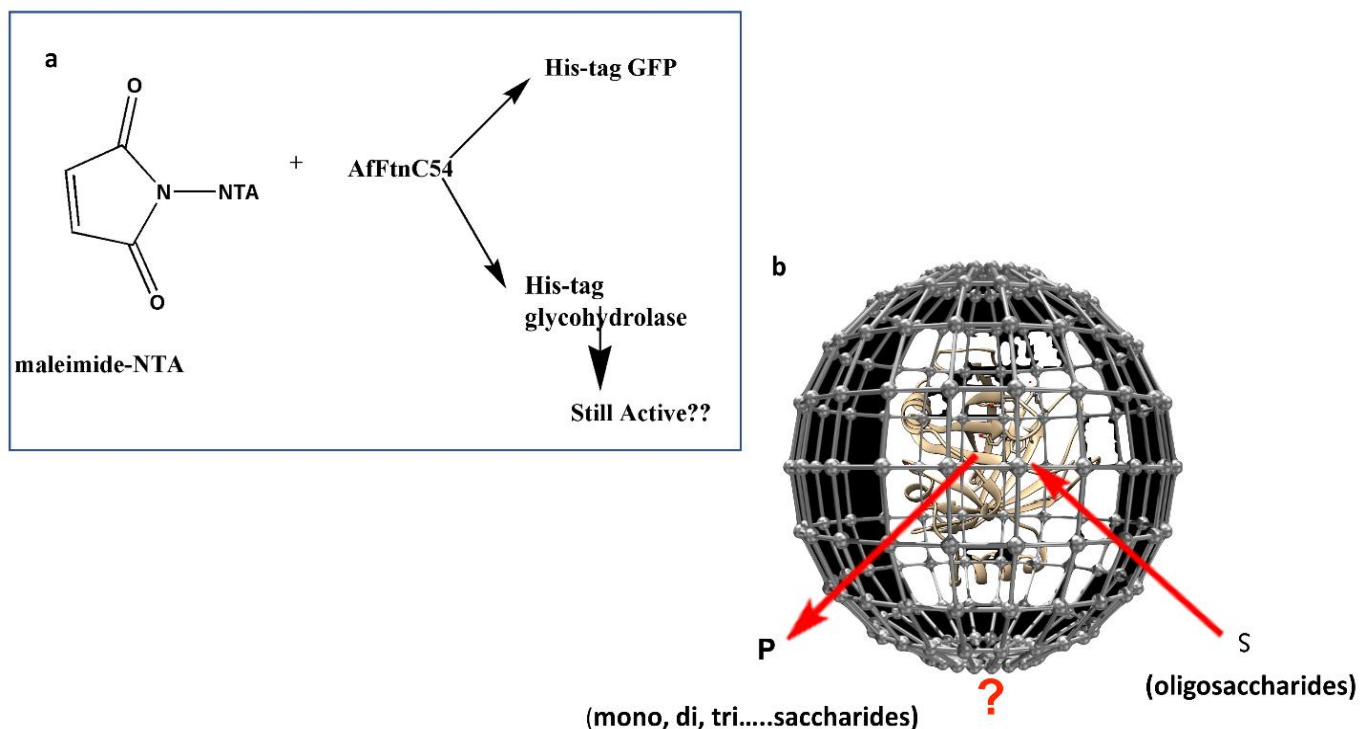 a
O
His-tag GFP
+
AfFtnC54
N—NTA
O
His-tag
glycohydrolase
maleimide-NTA
Still Active??
b
P
S
(oligosaccharides)
?
(mono, di, tri.....saccharides)